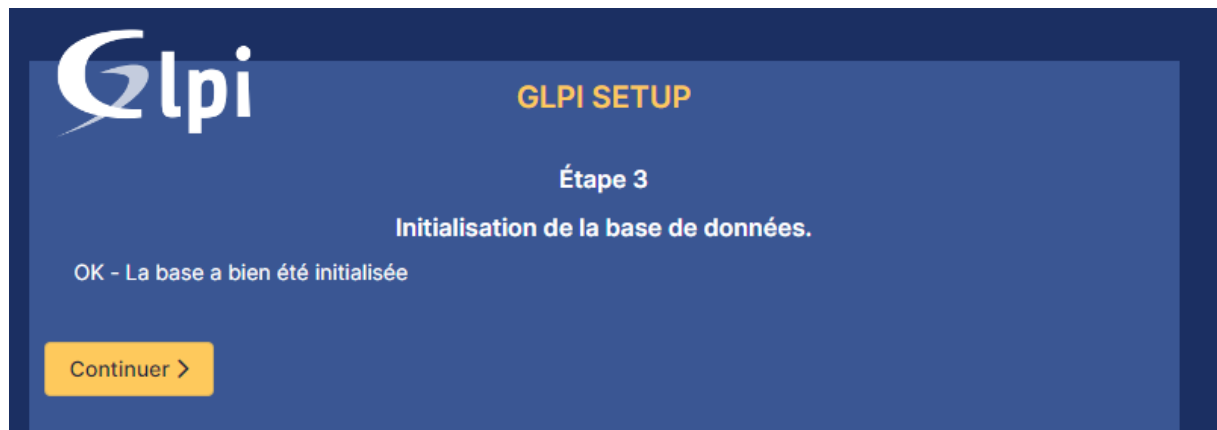 Glpi
GLPI SETUP
Étape 3
Initialisation de la base de données.
OK - La base a bien été initialisée
Continuer >